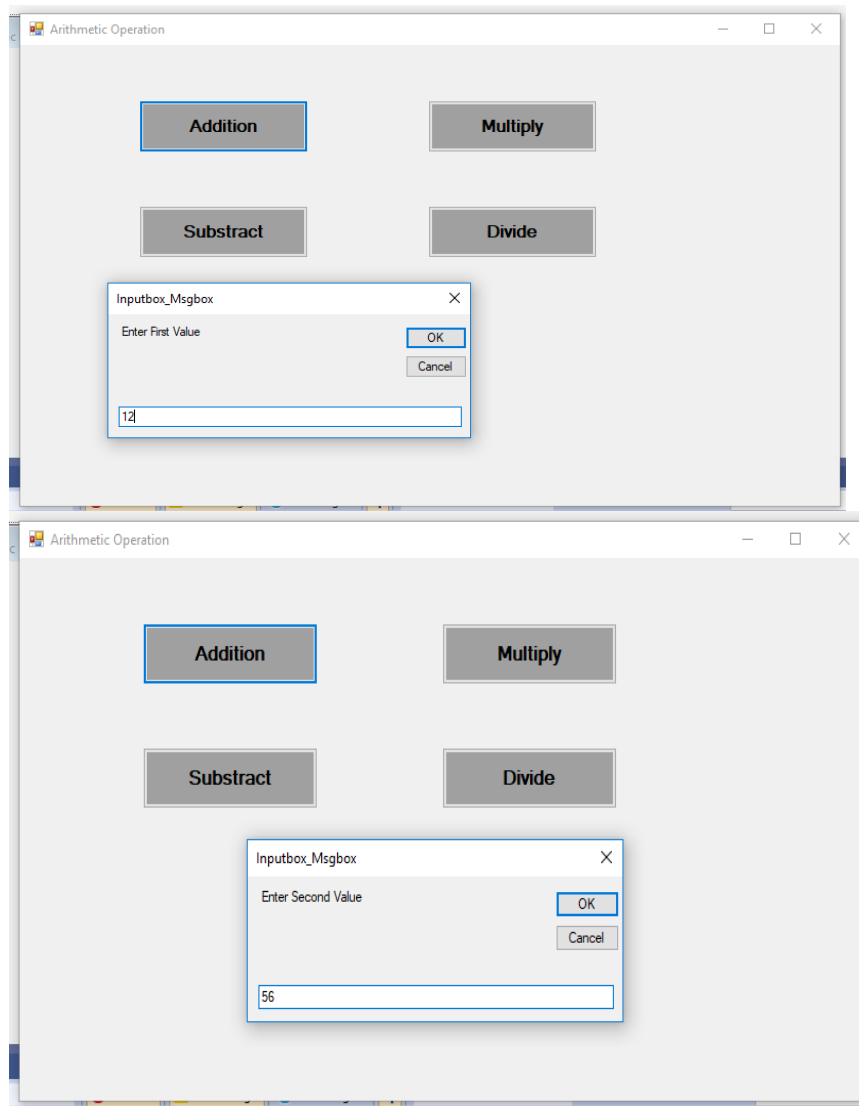 Arithmetic Operation
Addition
Multiply
Substract
Divide
Inputbox_Msgbox
Enter First Value
OK
Cancel
12
Arithmetic Operation
Addition
Multiply
Substract
Divide
Inputbox_Msgbox
Enter Second Value
OK
Cancel
56